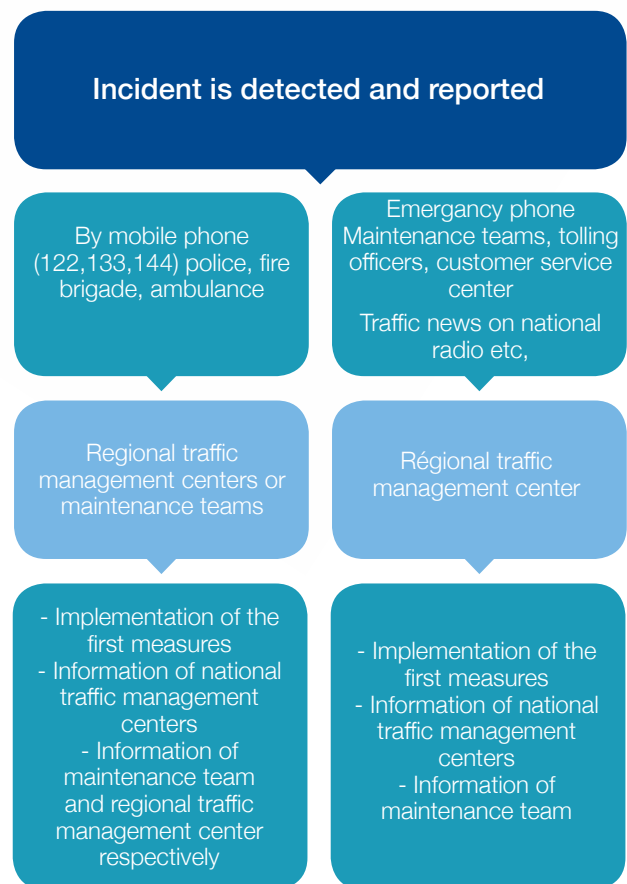 Incident is detected and reported
By mobile phone
(122,133,144) police, fire
brigade, ambulance
Emergancy phone
Maintenance teams, tolling
officers, customer service
center
Traffic news on national
radio etc,
Regional traffic
management centers or
maintenance teams
Régional traffic
management center
- Implementation of the
first measures
- Information of national
traffic management
centers
- Information of
maintenance team
and regional traffic
management center
respectively
- Implementation of the
first measures
- Information of national
traffic management
centers
- Information of
maintenance team